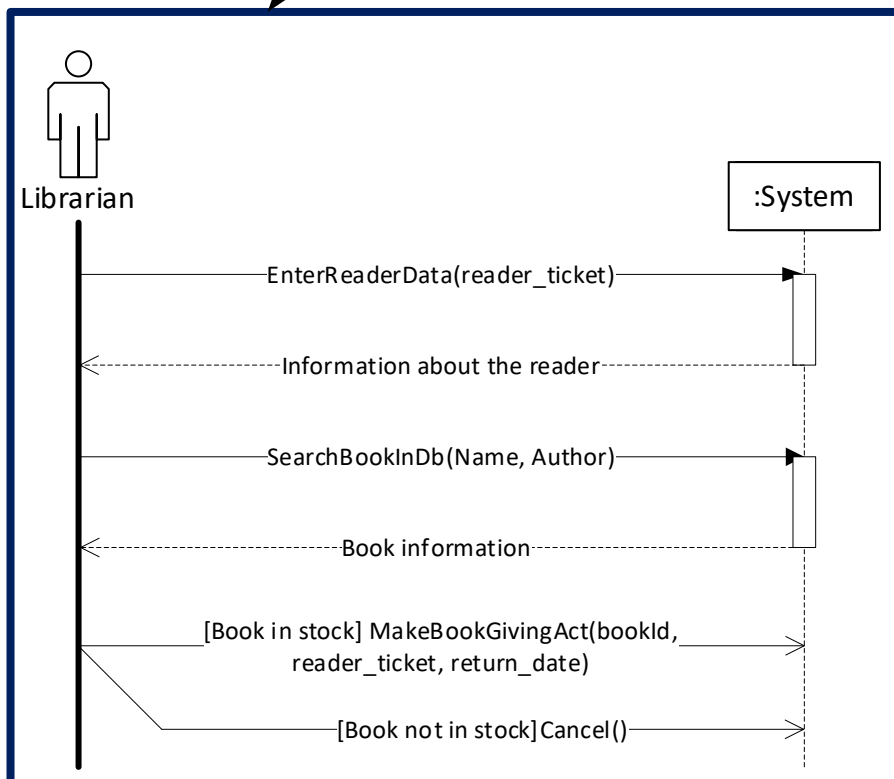 Librarian
:System
EnterReaderData(reader_ticket)
Information about the reader
SearchBookInDb(Name, Author)
Book information
[Book in stock] MakeBookGivingAct(bookId,
reader_ticket, return_date)
[Book not in stock]Cancel()